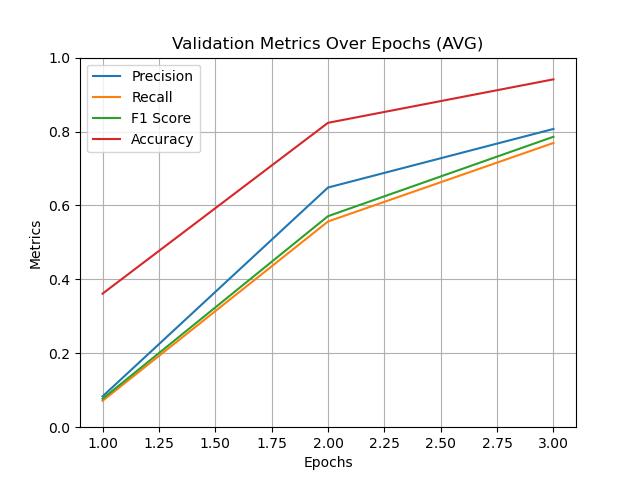 Validation Metrics Over Epochs (AVG)
1.0
0.8
0.6
0.4
0.2
0.0
Metrics
Precision
Recall
F1 Score
Accuracy
1.00 1.25 1.50 1.75 2.00 2.25 2.50 2.75 3.00
Epochs